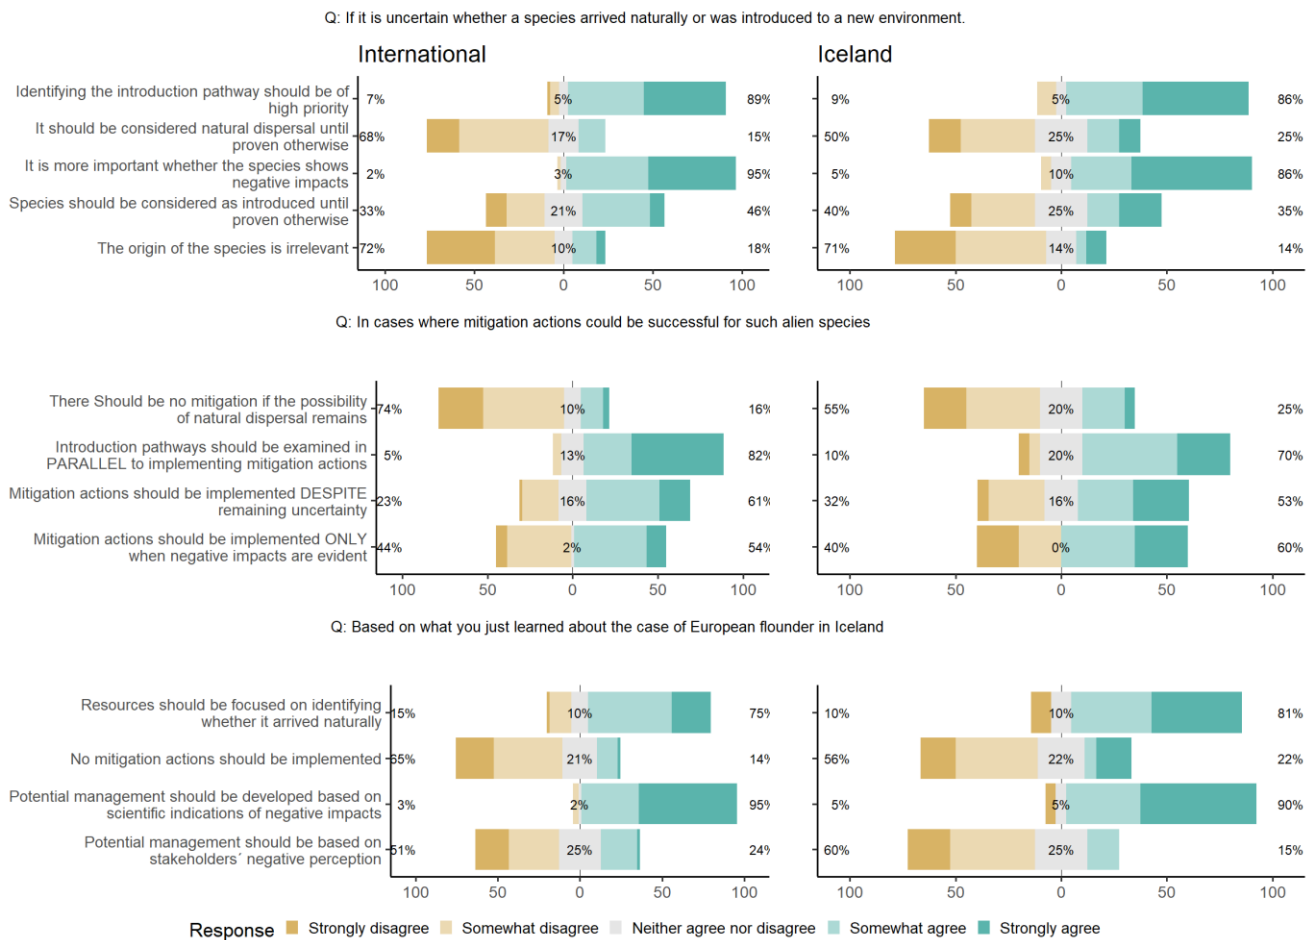 Q: If it is uncertain whether a species arrived naturally or was introduced to a new environment.
International
Iceland
Identifying the introduction pathway should be of
high priority
7% 5% 89% 9% 5% 86%
It should be considered natural dispersal until
proven otherwise
68% 17% 15% 50% 25% 25%
It is more important whether the species shows
negative impacts
2% 3% 95% 5% 10% 86%
Species should be considered as introduced until
proven otherwise
33% 21% 46% 40% 25% 35%
The origin of the species is irrelevant
72% 10% 18% 71% 14% 14%
100 50 0 50 100 100 50 0 50 100
Q: In cases where mitigation actions could be successful for such alien species
There Should be no mitigation if the possibility
of natural dispersal remains
74% 10% 16% 55% 20% 25%
Introduction pathways should be examined in
PARALLEL to implementing mitigation actions
5% 13% 82% 10% 20% 70%
Mitigation actions should be implemented DESPITE
remaining uncertainty
23% 16% 61% 32% 16% 53%
Mitigation actions should be implemented ONLY
when negative impacts are evident
44% 2% 54% 40% 0% 60%
100 50 0 50 100 100 50 0 50 100
Q: Based on what you just learned about the case of European flounder in Iceland
Resources should be focused on identifying
whether it arrived naturally
15% 10% 75% 10% 10% 81%
No mitigation actions should be implemented
65% 21% 14% 56% 22% 22%
Potential management should be developed based on
scientific indications of negative impacts
3% 2% 95% 5% 5% 90%
Potential management should be based on
stakeholders´ negative perception
51% 25% 24% 60% 25% 15%
100 50 0 50 100 100 50 0 50 100
Response Strongly disagree Somewhat disagree Neither agree nor disagree Somewhat agree Strongly agree